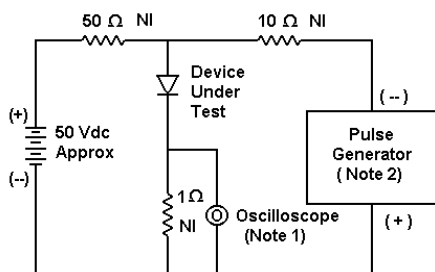 50 Ω NI
10 Ω NI
Device
Under
Test
(--)
(+)
50 Vdc
Approx
(--)
Pulse
Generator
( Note 2)
1Ω
NI
Oscilloscope
(Note 1)
(+)